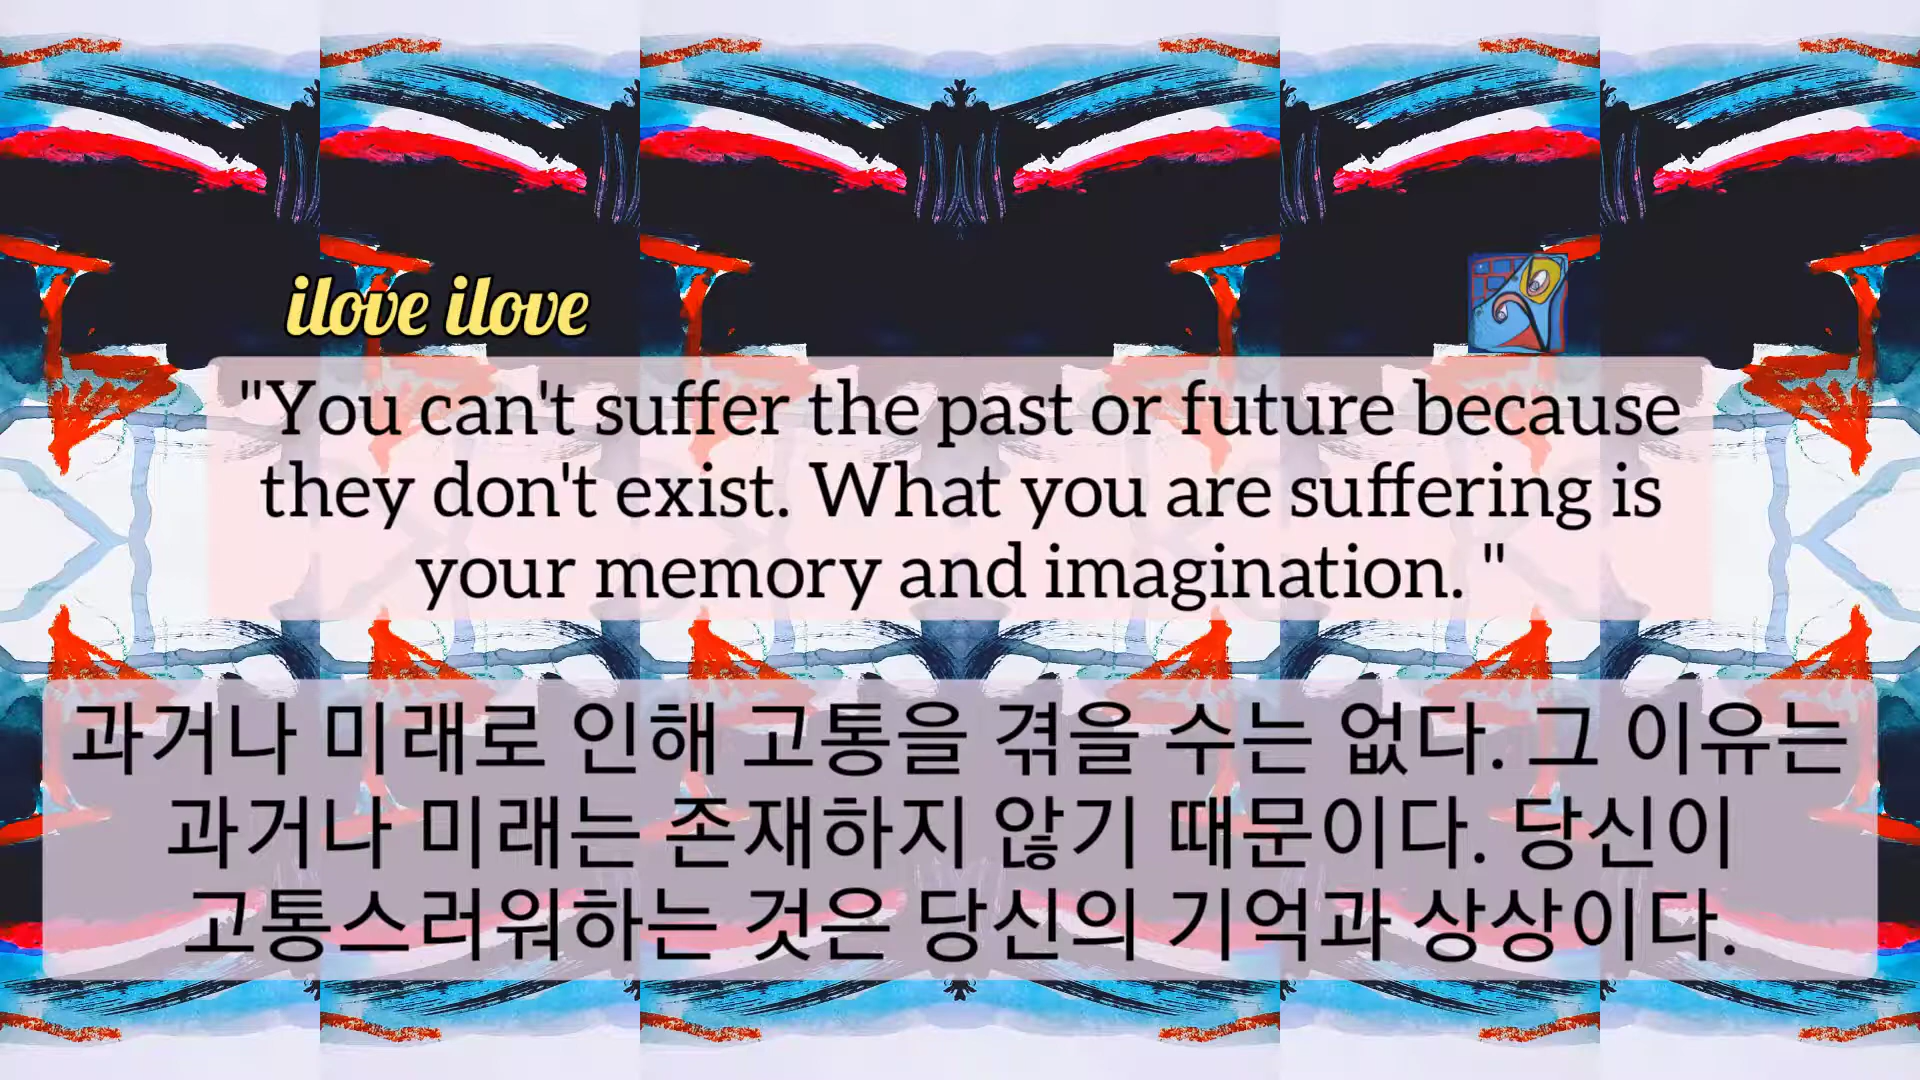 ilove ilove
"You can't suffer the past or future because
they don't exist. What you are suffering is
your memory and imagination. "
과거나 미래로 인해 고통을 겪을 수는 없다. 그 이유는
과거나 미래는 존재하지 않기 때문이다. 당신이
고통스러워하는 것은 당신의 기억과 상상이다.